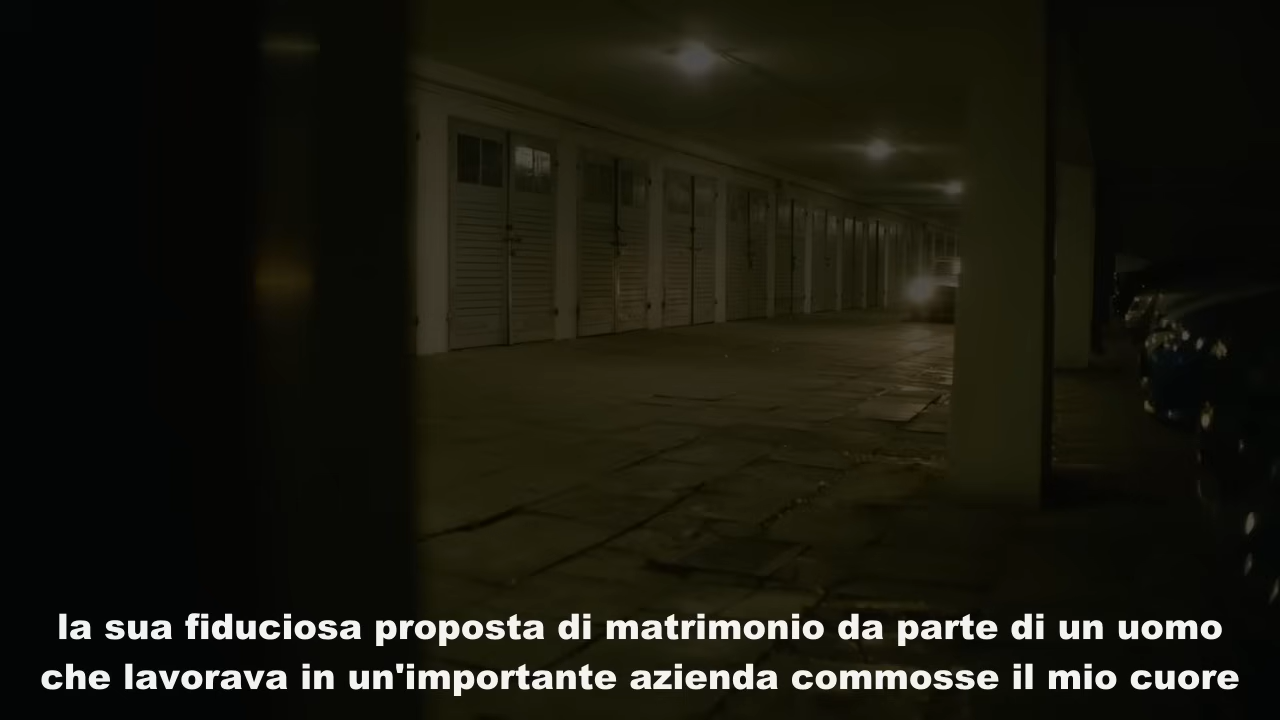 la sua fiduciosa proposta di matrimonio da parte di un uomo
che lavorava in un'importante azienda commosse il mio cuore